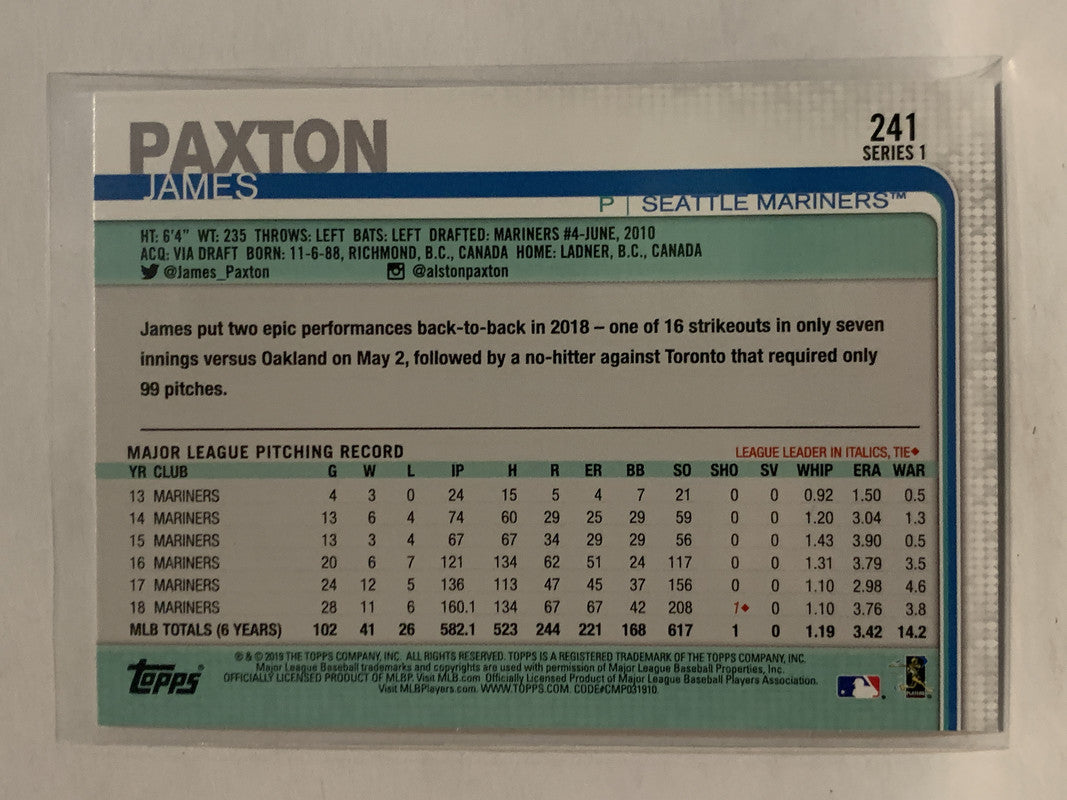 PAXTON
JAMES
241
SERIES 1
P | SEATTLE MARINERS™
HT: 6'4" WT: 235 THROWS: LEFT BATS: LEFT DRAFTED: MARINERS #4-JUNE, 2010
ACQ: VIA DRAFT BORN: 11-6-88, RICHMOND, B.C., CANADA HOME: LADNER, B.C., CANADA
@James_Paxton @alstonpaxton
James put two epic performances back-to-back in 2018 – one of 16 strikeouts in only seven
innings versus Oakland on May 2, followed by a no-hitter against Toronto that required only
99 pitches.
MAJOR LEAGUE PITCHING RECORD LEAGUE LEADER IN ITALICS, TIE◆
YR CLUB G W L IP H R ER BB SO SHO SV WHIP ERA WAR
13 MARINERS 4 3 0 24 15 5 4 7 21 0 0 0.92 1.50 0.5
14 MARINERS 13 6 4 74 60 29 25 29 59 0 0 1.20 3.04 1.3
15 MARINERS 13 3 4 67 67 34 29 29 56 0 0 1.43 3.90 0.5
16 MARINERS 20 6 7 121 134 62 51 24 117 0 0 1.31 3.79 3.5
17 MARINERS 24 12 5 136 113 47 45 37 156 0 0 1.10 2.98 4.6
18 MARINERS 28 11 6 160.1 134 67 67 42 208 1◆ 0 1.10 3.76 3.8
MLB TOTALS (6 YEARS) 102 41 26 582.1 523 244 221 168 617 1 0 1.19 3.42 14.2
® & © 2019 THE TOPPS COMPANY, INC. ALL RIGHTS RESERVED. TOPPS IS A REGISTERED TRADEMARK OF THE TOPPS COMPANY, INC.
Major League Baseball trademarks and copyrights are used with permission of Major League Baseball Properties, Inc.
OFFICIALLY LICENSED PRODUCT OF MLBP. Visit MLB.com Officially Licensed Product of Major League Baseball Players Association.
Visit MLBPlayers.com. WWW.TOPPS.COM. CODE#CMP031910.
topps®